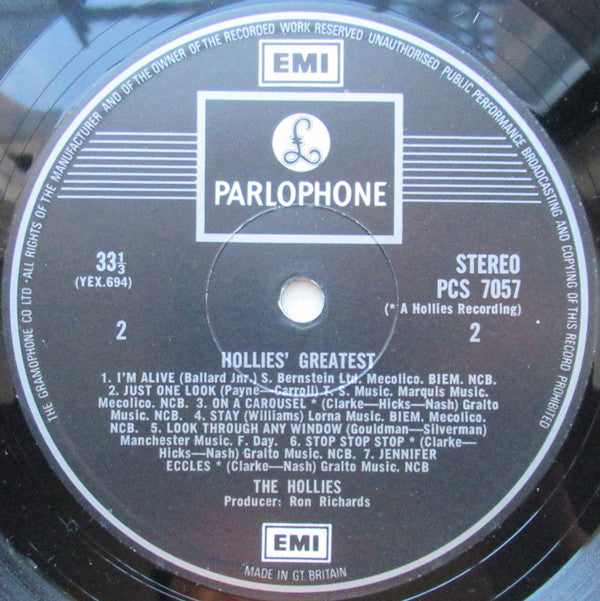 THE GRAMOPHONE CO LTD · ALL RIGHTS OF THE MANUFACTURER AND OF THE OWNER OF THE RECORDED WORK RESERVED · UNAUTHORISED PUBLIC PERFORMANCE BROADCASTING AND COPYING OF THIS RECORD PROHIBITED
EMI
£
PARLOPHONE
33⅓
(YEX.694)
2
STEREO
PCS 7057
(* A Hollies Recording)
2
HOLLIES' GREATEST
1. I'M ALIVE (Ballard Jnr.) S. Bernstein Ltd. Mecolico. BIEM. NCB.
2. JUST ONE LOOK (Payne—Carroll) T. S. Music. Marquis Music.
Mecolico. NCB. 3. ON A CAROUSEL * (Clarke—Hicks—Nash) Gralto
Music. NCB. 4. STAY (Williams) Lorna Music. BIEM. Mecolico.
NCB. 5. LOOK THROUGH ANY WINDOW (Gouldman—Silverman)
Manchester Music. F. Day. 6. STOP STOP STOP * (Clarke—
Hicks—Nash) Gralto Music. NCB. 7. JENNIFER
ECCLES * (Clarke—Nash) Gralto Music. NCB
THE HOLLIES
Producer: Ron Richards
EMI
MADE IN GT. BRITAIN